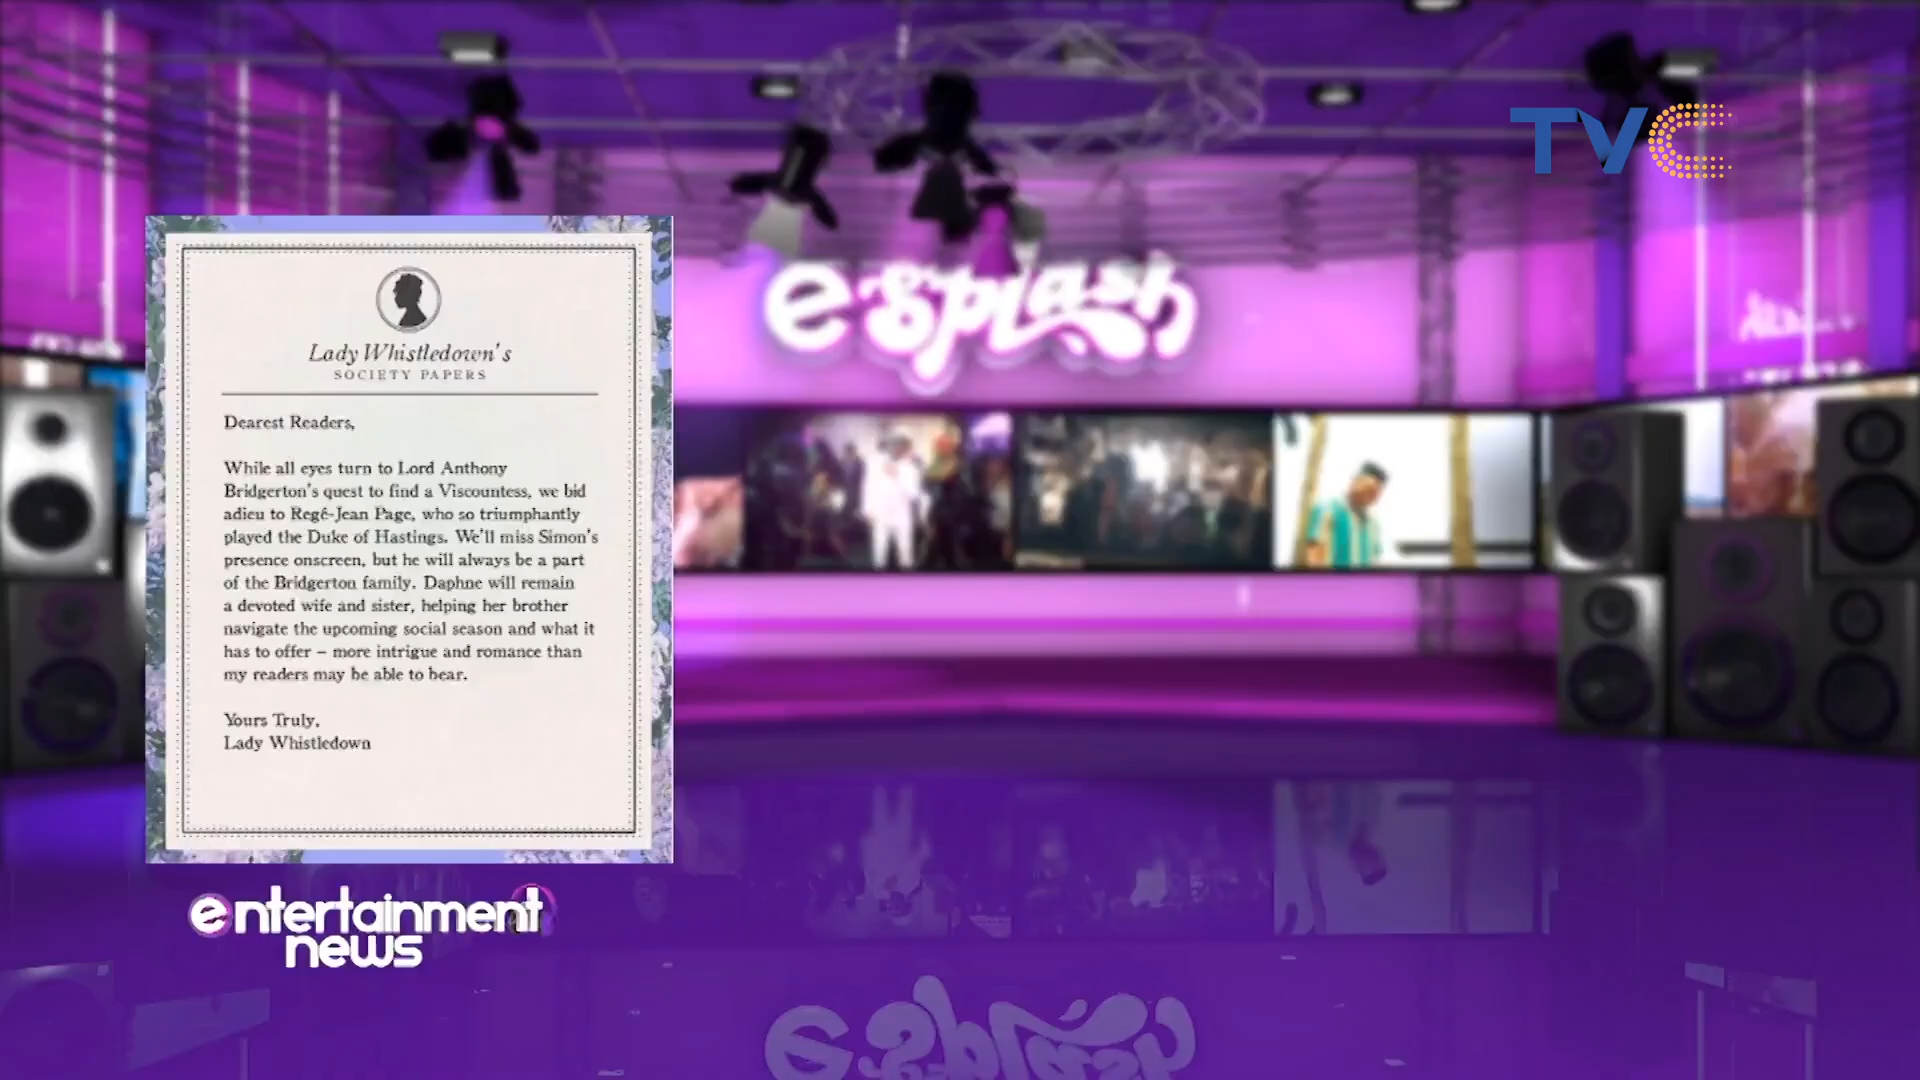 TVC
e splash
Lady Whistledown's
SOCIETY PAPERS
Dearest Readers,
While all eyes turn to Lord Anthony
Bridgerton's quest to find a Viscountess, we bid
adieu to Regé-Jean Page, who so triumphantly
played the Duke of Hastings. We'll miss Simon's
presence onscreen, but he will always be a part
of the Bridgerton family. Daphne will remain
a devoted wife and sister, helping her brother
navigate the upcoming social season and what it
has to offer – more intrigue and romance than
my readers may be able to bear.
Yours Truly,
Lady Whistledown
entertainment
news